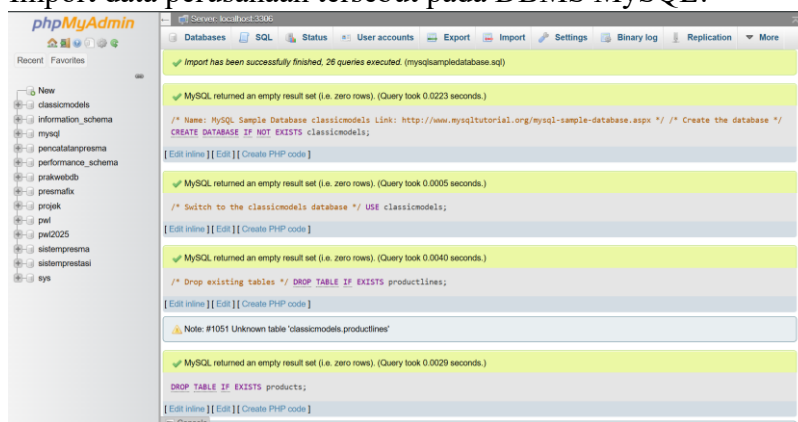 Import data perusahaan tersebut pada DBMS MySQL.
phpMyAdmin
Recent Favorites
New
classicmodels
information_schema
mysql
pencatatanpresma
performance_schema
prakwebdb
presmafix
projek
pwl
pwl2025
sistempresma
sistemprestasi
sys
Server: localhost:3306
Databases SQL Status User accounts Export Import Settings Binary log Replication More
Import has been successfully finished, 26 queries executed. (mysqlsampledatabase.sql)
MySQL returned an empty result set (i.e. zero rows). (Query took 0.0223 seconds.)
/* Name: MySQL Sample Database classicmodels Link: http://www.mysqltutorial.org/mysql-sample-database.aspx */ /* Create the database */
CREATE DATABASE IF NOT EXISTS classicmodels;
[ Edit inline ] [ Edit ] [ Create PHP code ]
MySQL returned an empty result set (i.e. zero rows). (Query took 0.0005 seconds.)
/* Switch to the classicmodels database */ USE classicmodels;
[ Edit inline ] [ Edit ] [ Create PHP code ]
MySQL returned an empty result set (i.e. zero rows). (Query took 0.0040 seconds.)
/* Drop existing tables */ DROP TABLE IF EXISTS productlines;
[ Edit inline ] [ Edit ] [ Create PHP code ]
Note: #1051 Unknown table 'classicmodels.productlines'
MySQL returned an empty result set (i.e. zero rows). (Query took 0.0029 seconds.)
DROP TABLE IF EXISTS products;
[ Edit inline ] [ Edit ] [ Create PHP code ]
Console